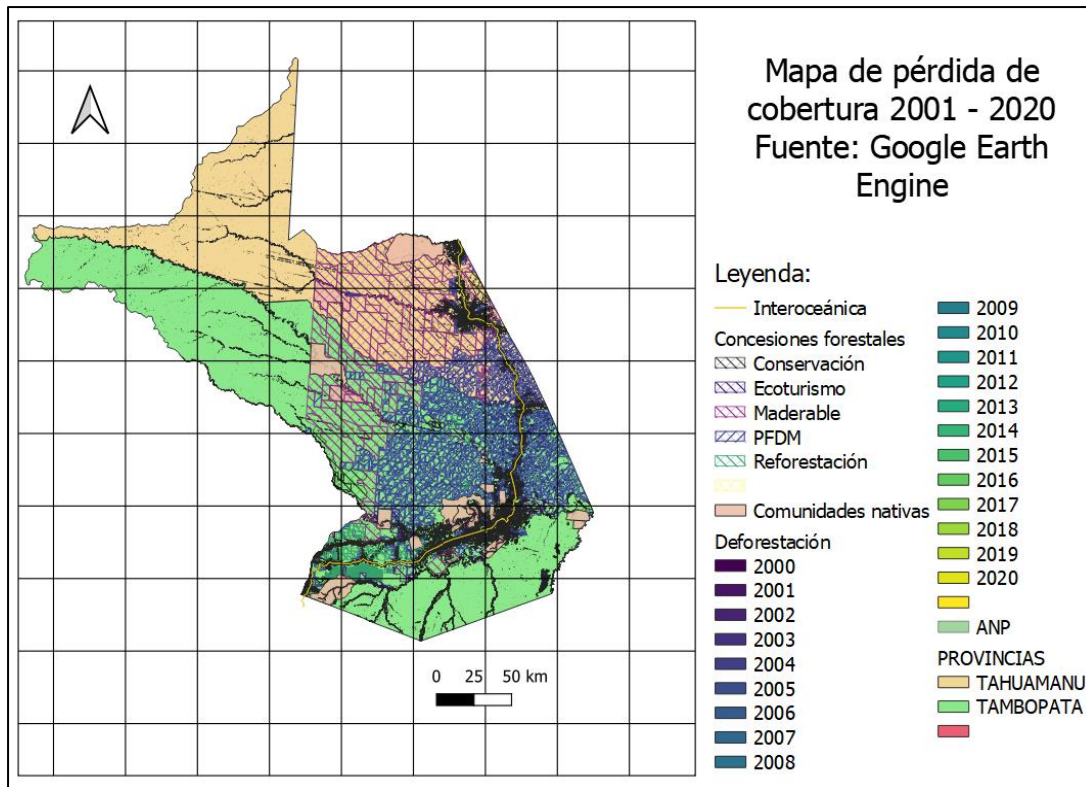 Mapa de pérdida de
cobertura 2001 - 2020
Fuente: Google Earth
Engine
Leyenda:
Interoceánica
Concesiones forestales
Conservación
Ecoturismo
Maderable
PFDM
Reforestación
Comunidades nativas
Deforestación
2000
2001
2002
2003
2004
2005
2006
2007
2008
2009
2010
2011
2012
2013
2014
2015
2016
2017
2018
2019
2020
ANP
PROVINCIAS
TAHUAMANU
TAMBOPATA
0 25 50 km